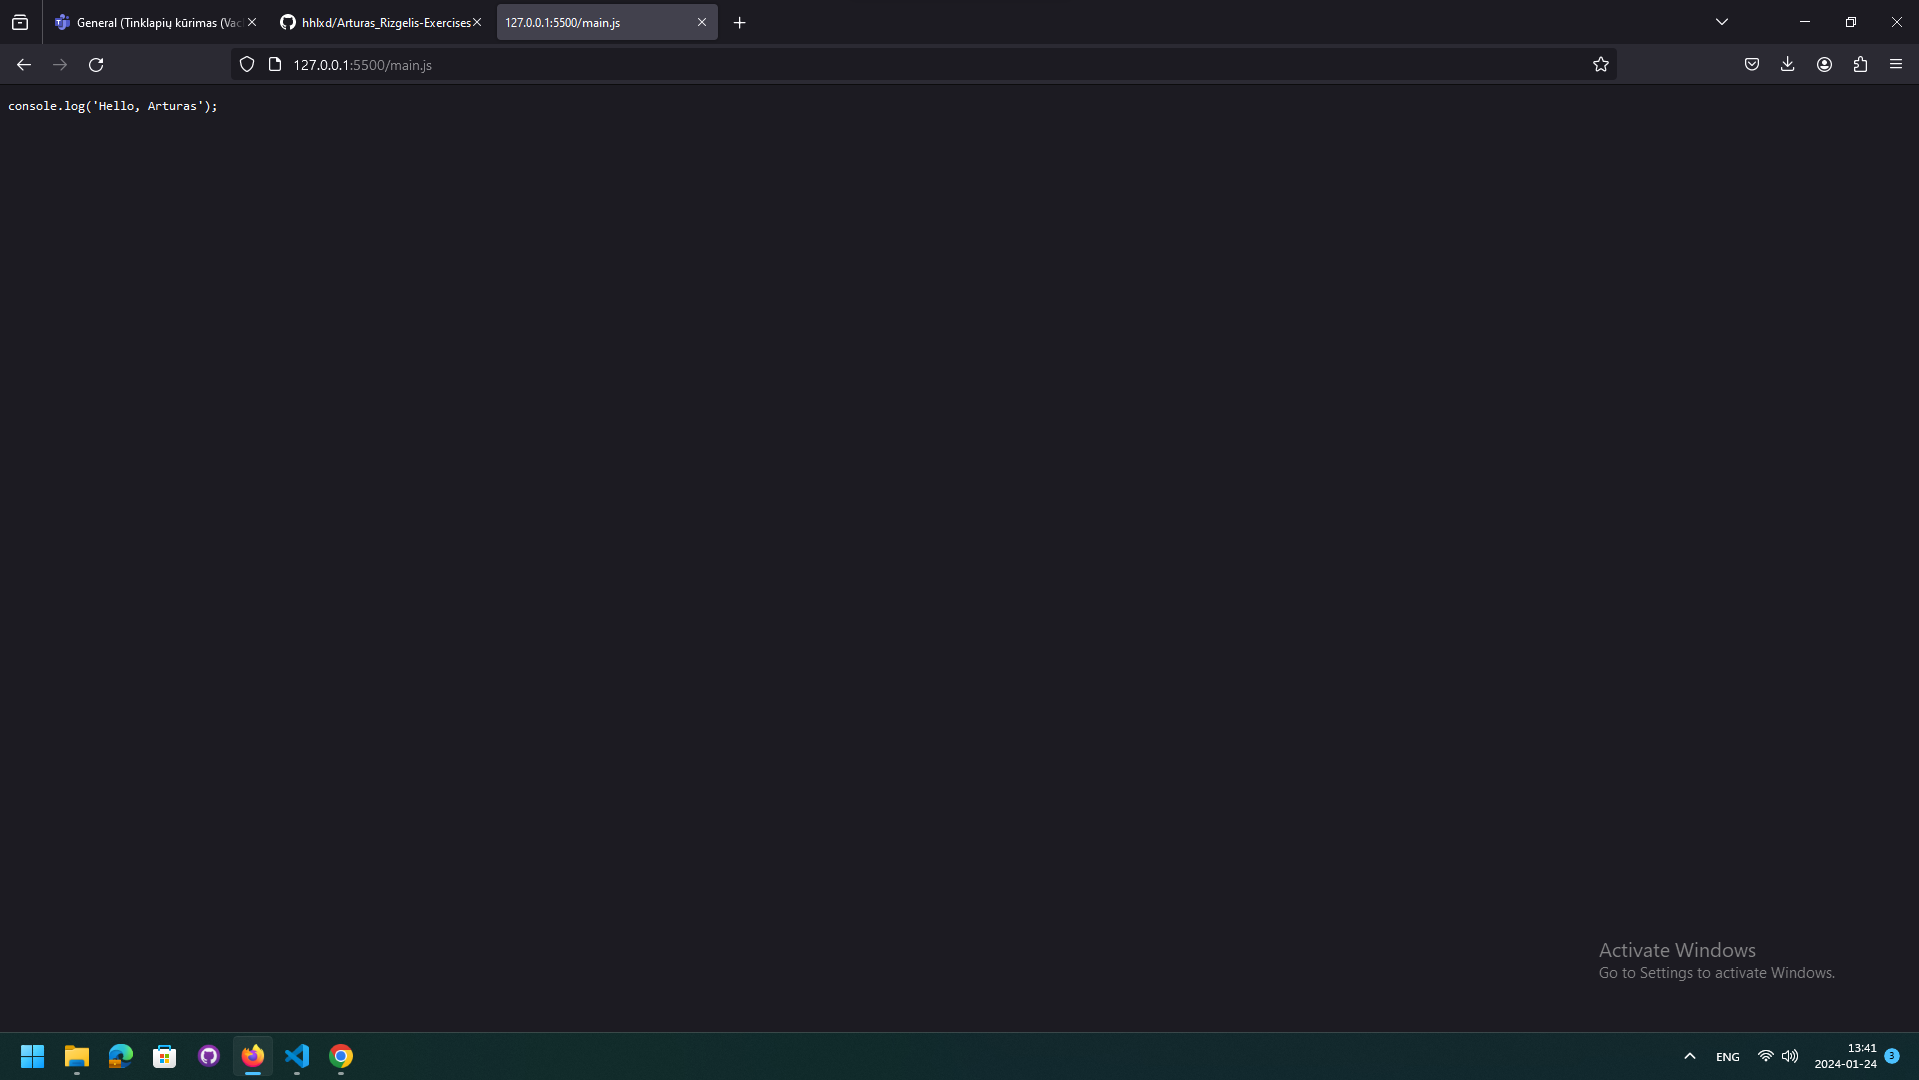 General (Tinklapių kūrimas (Vac
hhlxd/Arturas_Rizgelis-Exercises
127.0.0.1:5500/main.js
127.0.0.1:5500/main.js
console.log('Hello, Arturas');
Activate Windows
Go to Settings to activate Windows.
ENG
13:41
2024-01-24
3